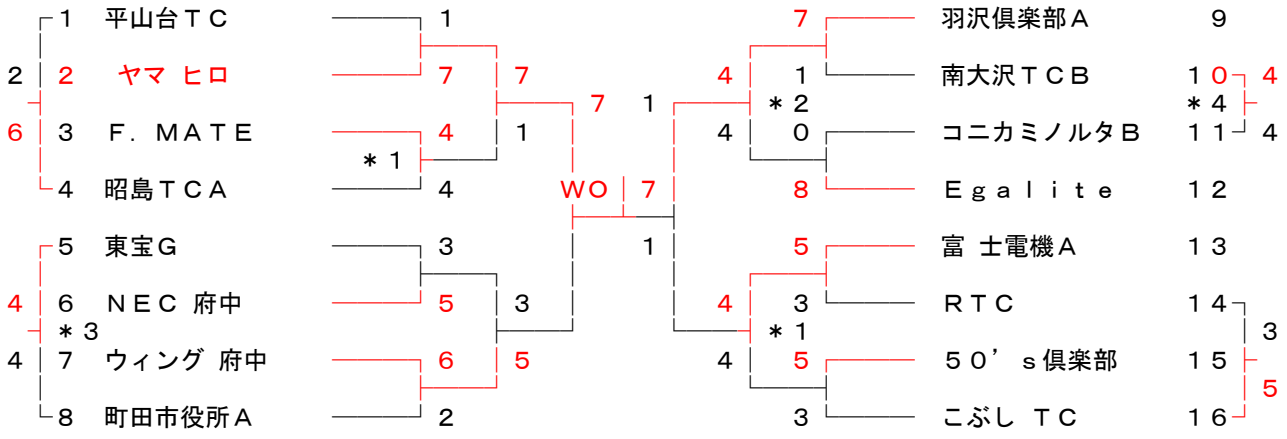 1 平山台TC 1 7 羽沢倶楽部A 9
2 2 ヤマ ヒロ 7 7 4 1 南大沢TCB 10 4
7 1 *2 *4
6 3 F. MATE 4 1 4 0 コニカミノルタB 11 4
*1
4 昭島TCA 4 WO 7 8 Egalite 12
5 東宝G 3 1 5 富 士電機A 13
4 6 NEC 府中 5 3 4 3 RTC 14
*3 *1 3
4 7 ウィング 府中 6 5 4 5 50’s倶楽部 15
5
8 町田市役所A 2 3 こぶし TC 16